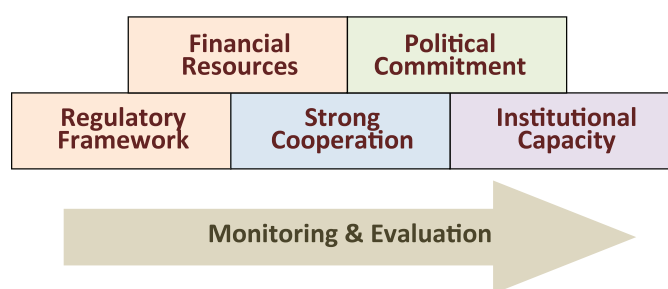 Financial
Resources
Political
Commitment
Regulatory
Framework
Strong
Cooperation
Institutional
Capacity
Monitoring & Evaluation